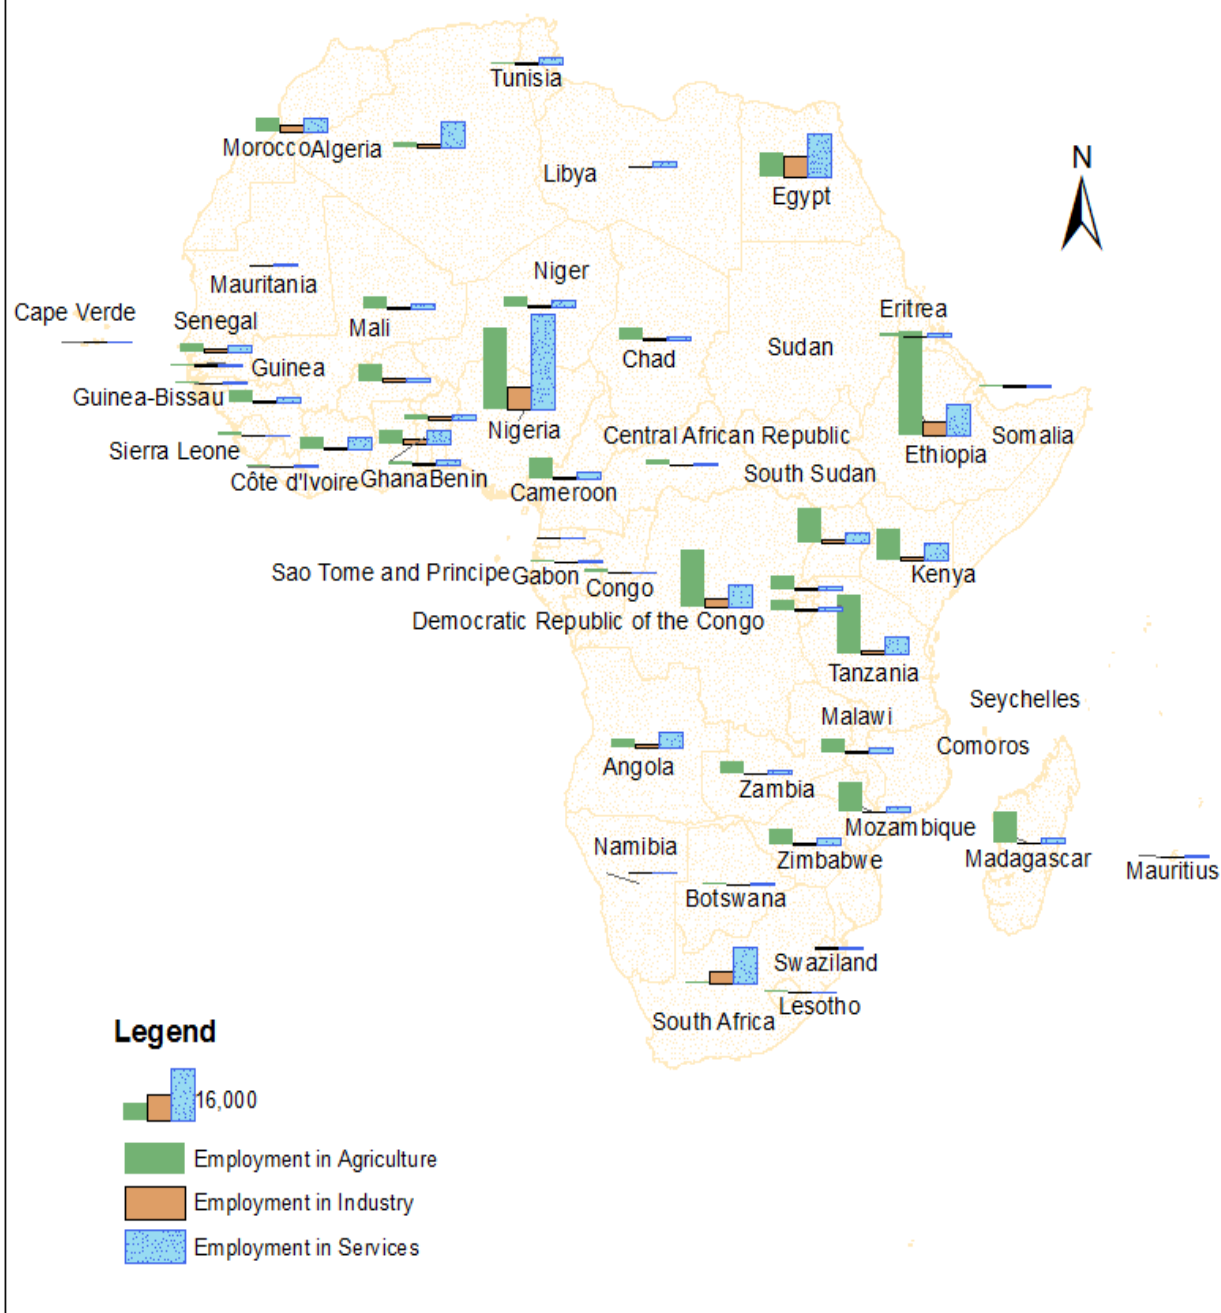 Tunisia
N
Morocco
Algeria
Libya
Egypt
Niger
Mauritania
Cape Verde
Senegal
Mali
Eritrea
Chad
Sudan
Guinea
Guinea-Bissau
Nigeria
Central African Republic
Somalia
Sierra Leone
Ethiopia
Côte d'Ivoire
Ghana
Benin
Cameroon
South Sudan
Sao Tome and Principe
Gabon
Congo
Kenya
Democratic Republic of the Congo
Tanzania
Seychelles
Malawi
Comoros
Angola
Zambia
Mozambique
Namibia
Zimbabwe
Madagascar
Mauritius
Botswana
Swaziland
Lesotho
South Africa
Legend
16,000
Employment in Agriculture
Employment in Industry
Employment in Services